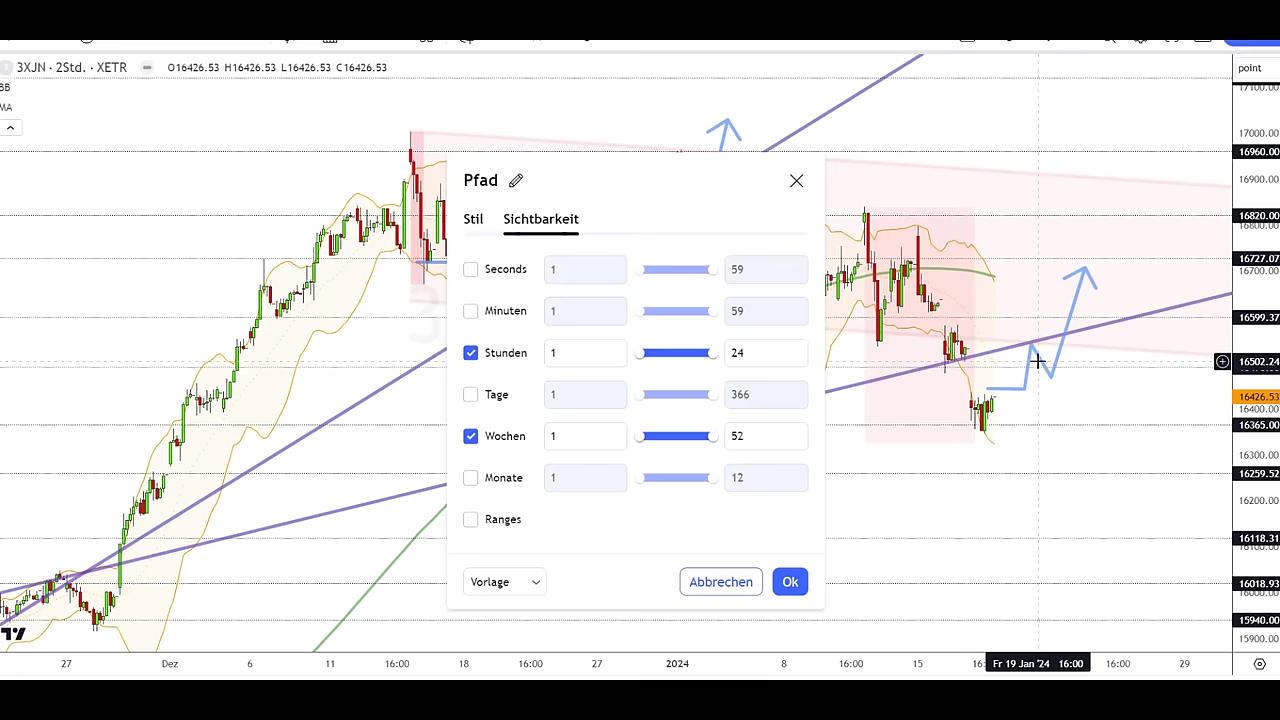 3XJN · 2Std. · XETR O16426.53 H16426.53 L16426.53 C16426.53
point
BB
17100.00
MA
17000.00
16960.00
Pfad
16900.00
Stil Sichtbarkeit
16820.00
16727.07
Seconds 1 59
16700.00
Minuten 1 59
16599.37
Stunden 1 24
16502.24
Tage 1 366
16426.53
16400.00
16365.00
Wochen 1 52
16300.00
16259.52
Monate 1 12
16200.00
Ranges
16118.31
16100.00
Vorlage Abbrechen Ok
16018.93
16000.00
15940.00
15900.00
27 Dez 6 11 16:00 18 16:00 27 2024 8 16:00 15 16: Fr 19 Jan '24 16:00 16:00 29